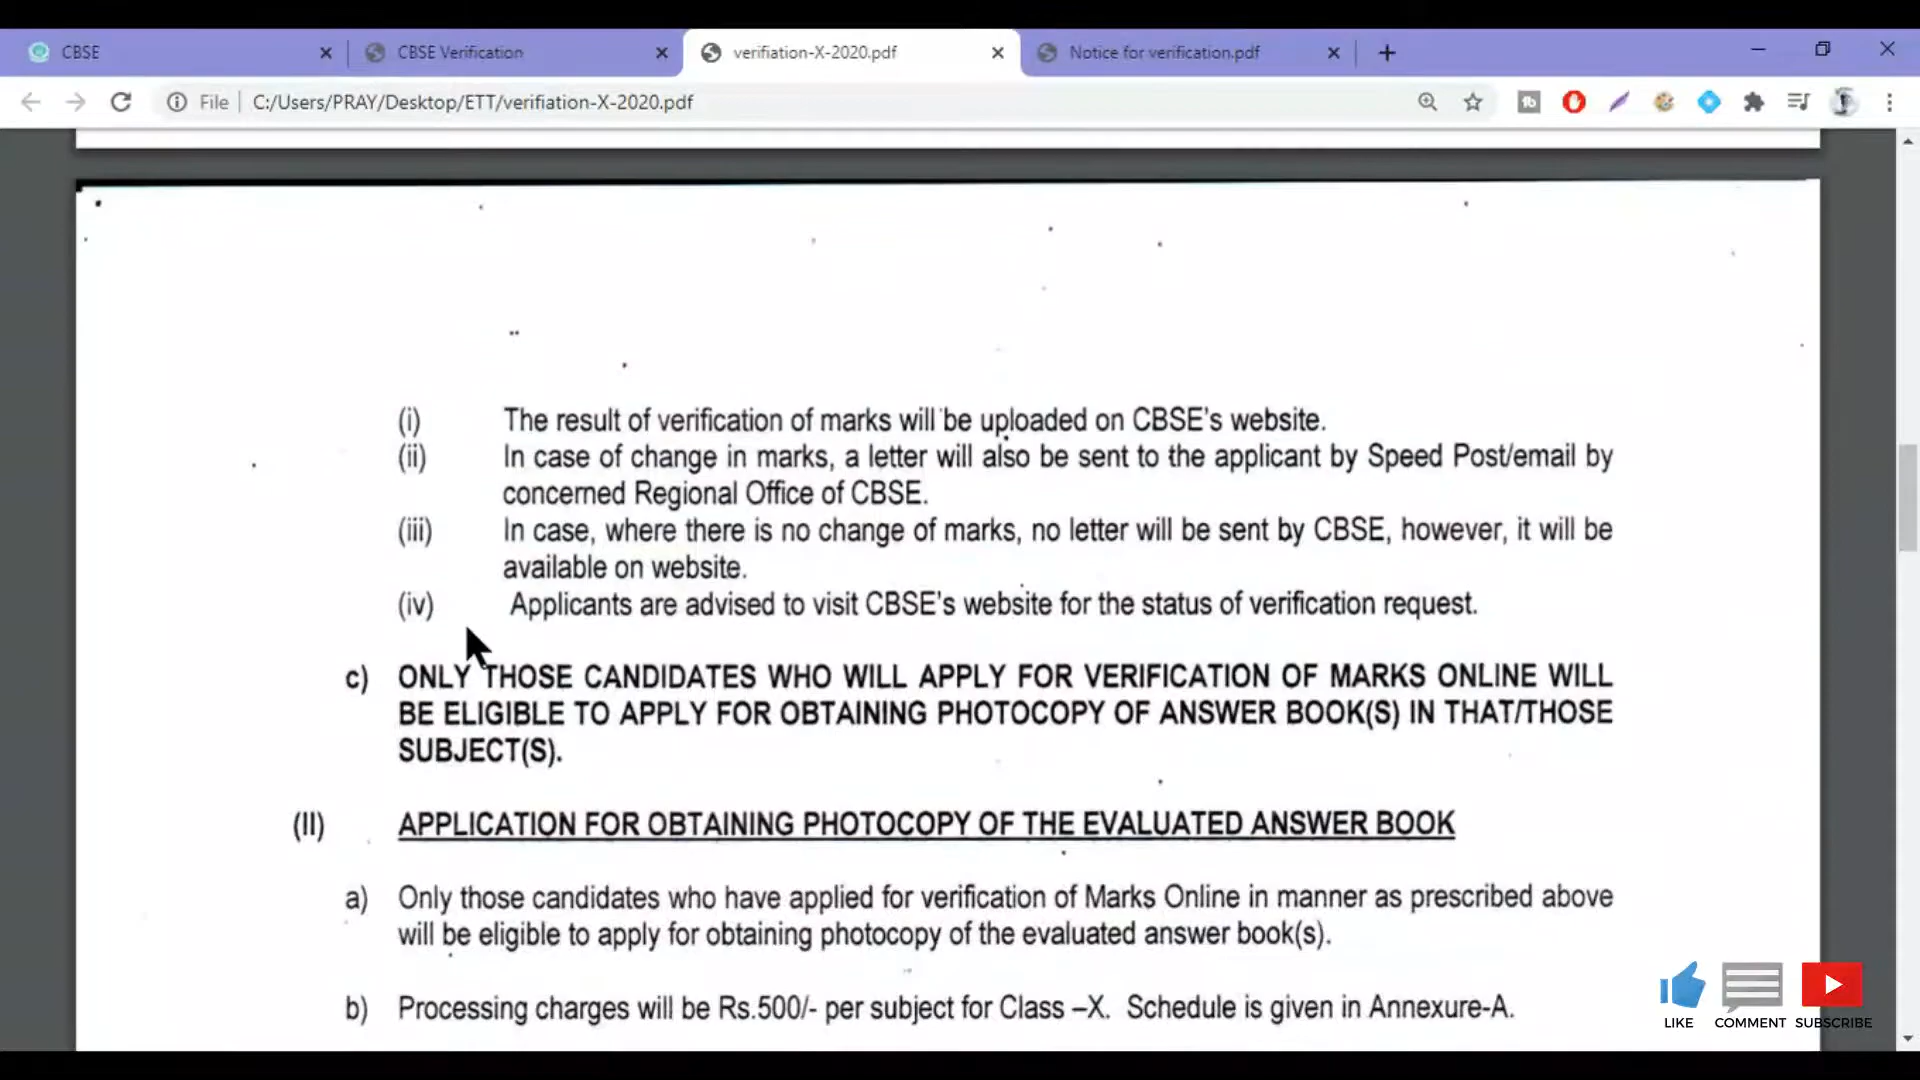 CBSE
CBSE Verification
verifiation-X-2020.pdf
Notice for verification.pdf
File
C:/Users/PRAY/Desktop/ETT/verifiation-X-2020.pdf
(i) The result of verification of marks will be uploaded on CBSE's website.
(ii) In case of change in marks, a letter will also be sent to the applicant by Speed Post/email by
concerned Regional Office of CBSE.
(iii) In case, where there is no change of marks, no letter will be sent by CBSE, however, it will be
available on website.
(iv) Applicants are advised to visit CBSE's website for the status of verification request.
c) ONLY THOSE CANDIDATES WHO WILL APPLY FOR VERIFICATION OF MARKS ONLINE WILL
BE ELIGIBLE TO APPLY FOR OBTAINING PHOTOCOPY OF ANSWER BOOK(S) IN THAT/THOSE
SUBJECT(S).
(II) APPLICATION FOR OBTAINING PHOTOCOPY OF THE EVALUATED ANSWER BOOK
a) Only those candidates who have applied for verification of Marks Online in manner as prescribed above
will be eligible to apply for obtaining photocopy of the evaluated answer book(s).
b) Processing charges will be Rs.500/- per subject for Class –X. Schedule is given in Annexure-A.
LIKE COMMENT SUBSCRIBE